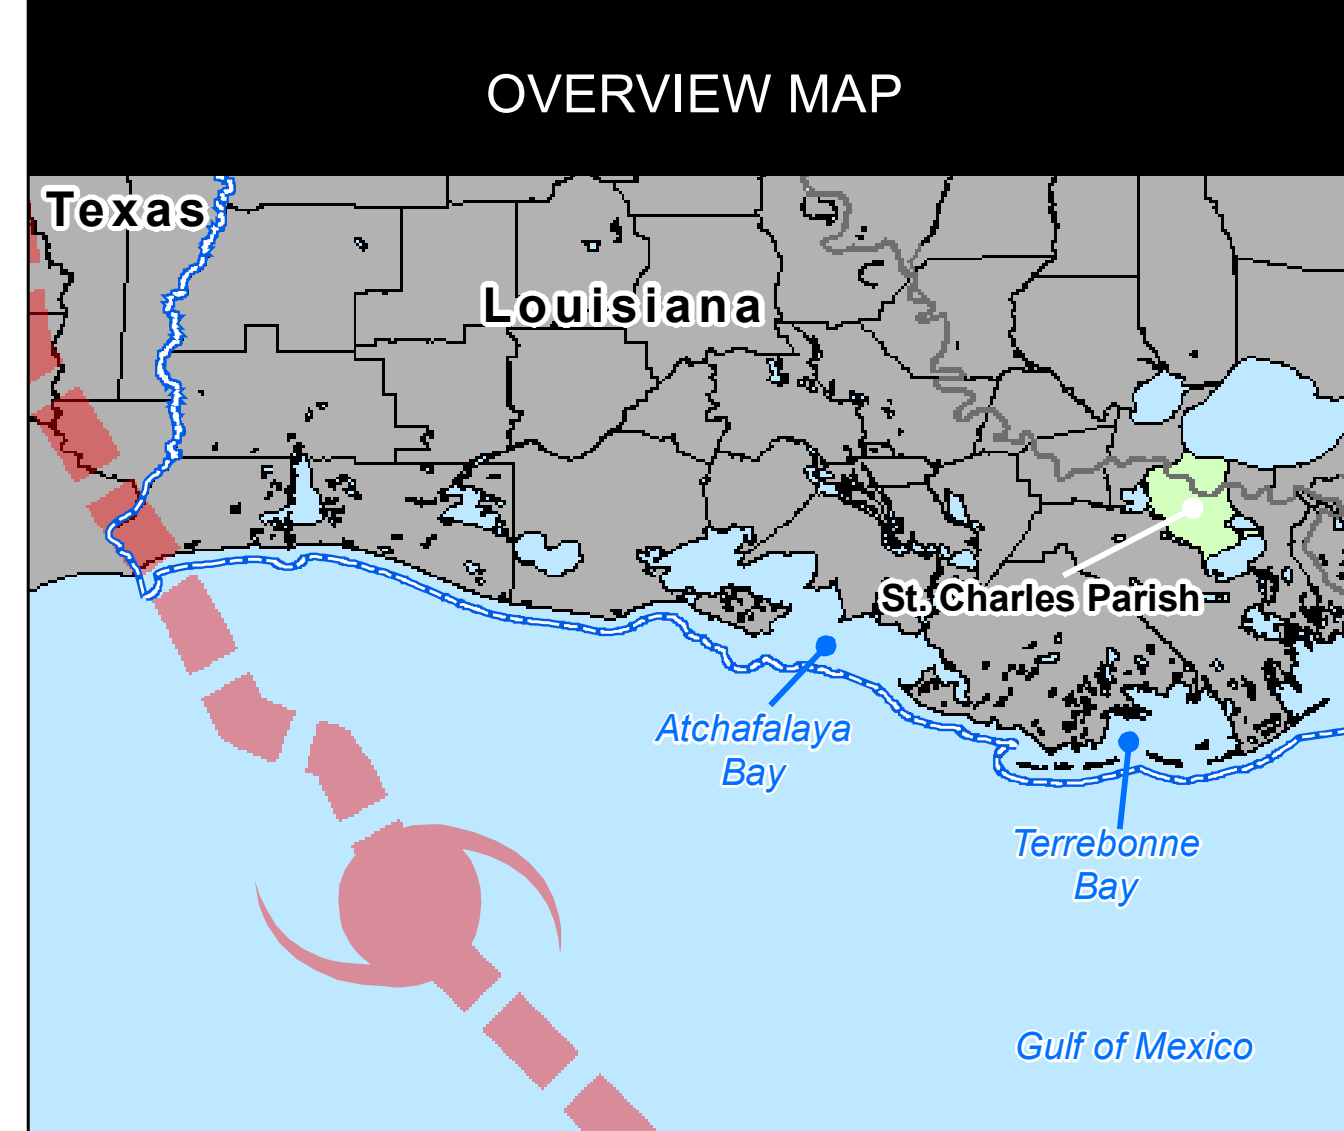 OVERVIEW MAP
Texas
Louisiana
St. Charles Parish
Atchafalaya
Bay
Terrebonne
Bay
Gulf of Mexico